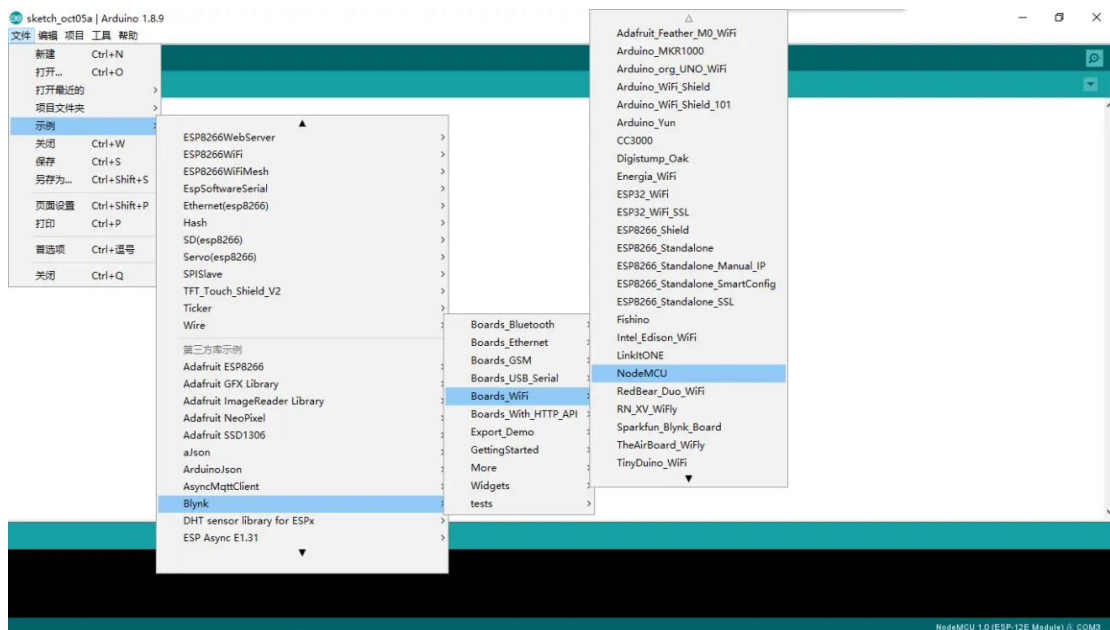 sketch_oct05a | Arduino 1.8.9
文件 编辑 项目 工具 帮助
新建 Ctrl+N
打开... Ctrl+O
打开最近的
项目文件夹
示例
关闭 Ctrl+W
保存 Ctrl+S
另存为... Ctrl+Shift+S
页面设置 Ctrl+Shift+P
打印 Ctrl+P
首选项 Ctrl+逗号
关闭 Ctrl+Q
ESP8266WebServer
ESP8266WiFi
ESP8266WiFiMesh
EspSoftwareSerial
Ethernet(esp8266)
Hash
SD(esp8266)
Servo(esp8266)
SPISlave
TFT_Touch_Shield_V2
Ticker
Wire
第三方库示例
Adafruit ESP8266
Adafruit GFX Library
Adafruit ImageReader Library
Adafruit NeoPixel
Adafruit SSD1306
aJson
ArduinoJson
AsyncMqttClient
Blynk
DHT sensor library for ESPx
ESP Async E1.31
Boards_Bluetooth
Boards_Ethernet
Boards_GSM
Boards_USB_Serial
Boards_WiFi
Boards_With_HTTP_API
Export_Demo
GettingStarted
More
Widgets
tests
Adafruit_Feather_M0_WiFi
Arduino_MKR1000
Arduino_org_UNO_WiFi
Arduino_WiFi_Shield
Arduino_WiFi_Shield_101
Arduino_Yun
CC3000
Digistump_Oak
Energia_WiFi
ESP32_WiFi
ESP32_WiFi_SSL
ESP8266_Shield
ESP8266_Standalone
ESP8266_Standalone_Manual_IP
ESP8266_Standalone_SmartConfig
ESP8266_Standalone_SSL
Fishino
Intel_Edison_WiFi
LinkItONE
NodeMCU
RedBear_Duo_WiFi
RN_XV_WiFly
Sparkfun_Blynk_Board
TheAirBoard_WiFly
TinyDuino_WiFi
NodeMCU 1.0 (ESP-12E Module) 在 COM3